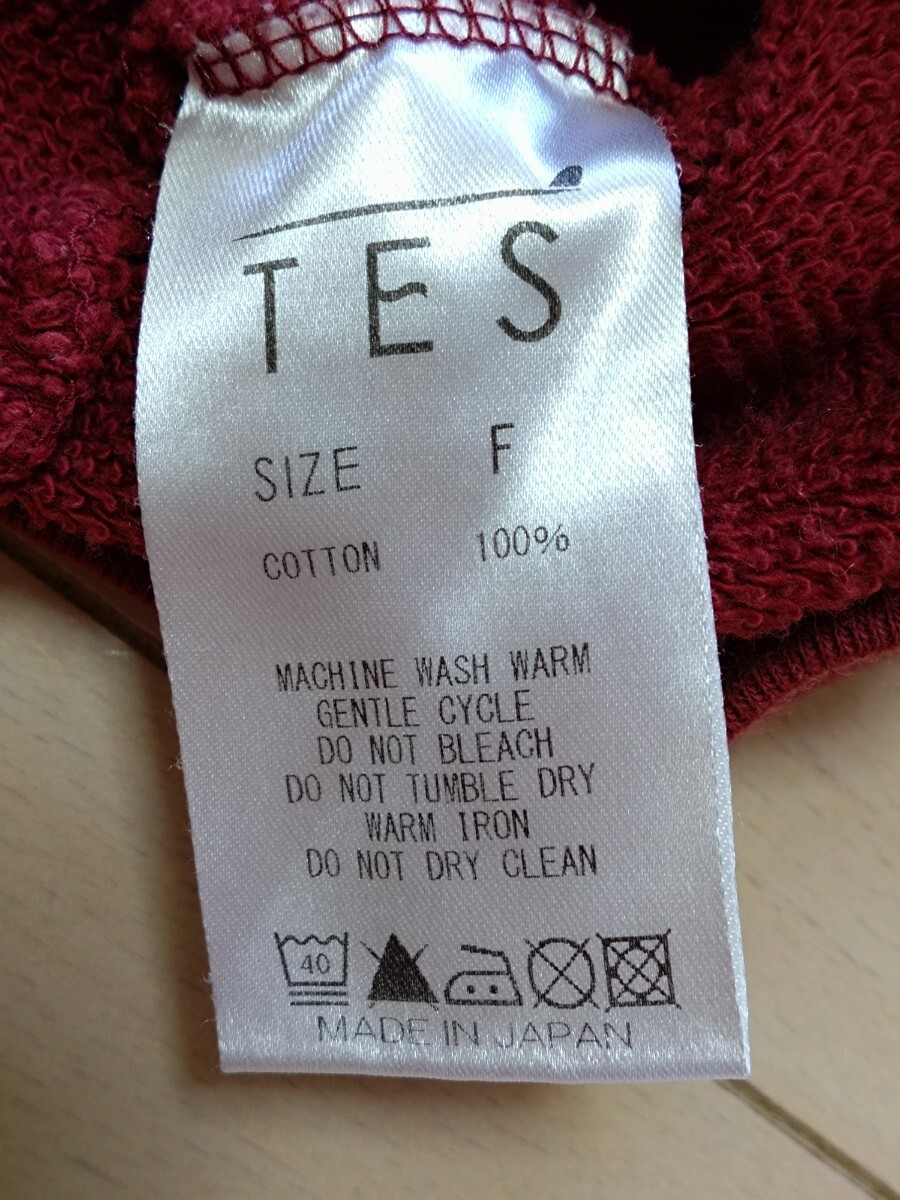 TES
SIZE F
COTTON 100%
MACHINE WASH WARM
GENTLE CYCLE
DO NOT BLEACH
DO NOT TUMBLE DRY
WARM IRON
DO NOT DRY CLEAN
40
MADE IN JAPAN